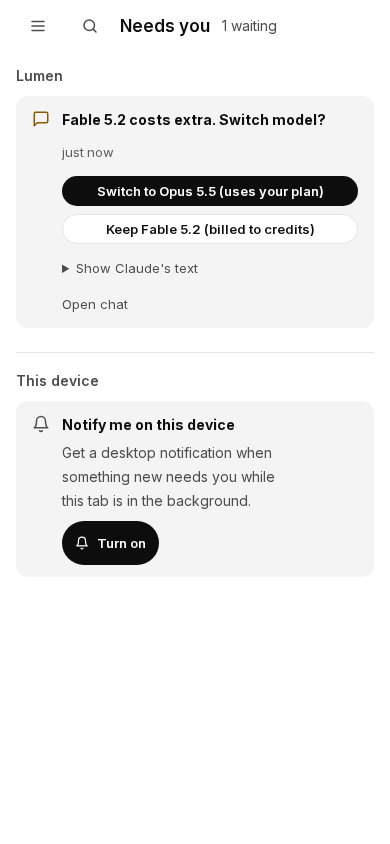 Needs you 1 waiting
Lumen
Fable 5.2 costs extra. Switch model?
just now
Switch to Opus 5.5 (uses your plan)
Keep Fable 5.2 (billed to credits)
Show Claude's text
Open chat
This device
Notify me on this device
Get a desktop notification when
something new needs you while
this tab is in the background.
Turn on